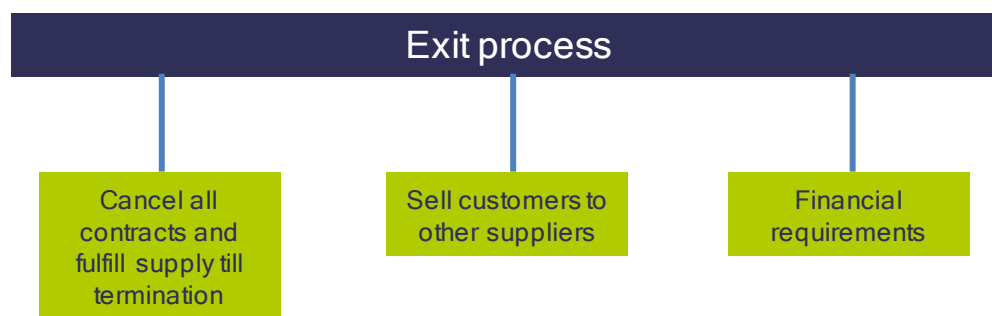 Exit process
Cancel all
contracts and
fulfill supply till
termination
Sell customers to
other suppliers
Financial
requirements